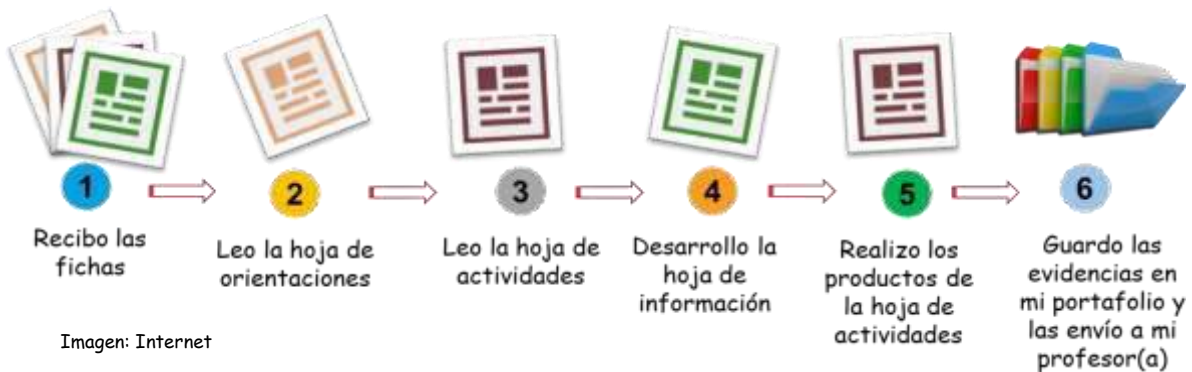 1
Recibo las
fichas
2
Leo la hoja de
orientaciones
3
Leo la hoja de
actividades
4
Desarrollo la
hoja de
información
5
Realizo los
productos de
la hoja de
actividades
6
Guardo las
evidencias en
mi portafolio y
las envío a mi
profesor(a)
Imagen: Internet